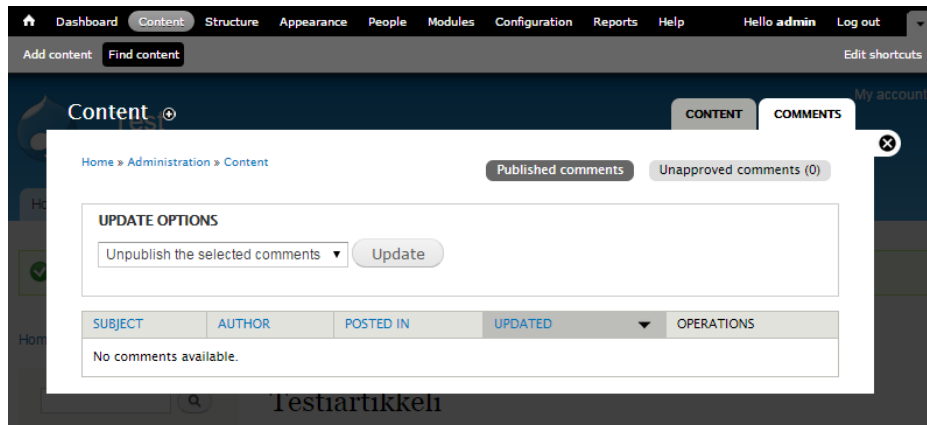 Dashboard Content Structure Appearance People Modules Configuration Reports Help Hello admin Log out
Add content Find content Edit shortcuts
My account
Content CONTENT COMMENTS
Test
Home » Administration » Content Published comments Unapproved comments (0)
UPDATE OPTIONS
Unpublish the selected comments Update
SUBJECT AUTHOR POSTED IN UPDATED OPERATIONS
No comments available.
Testiartikkeli